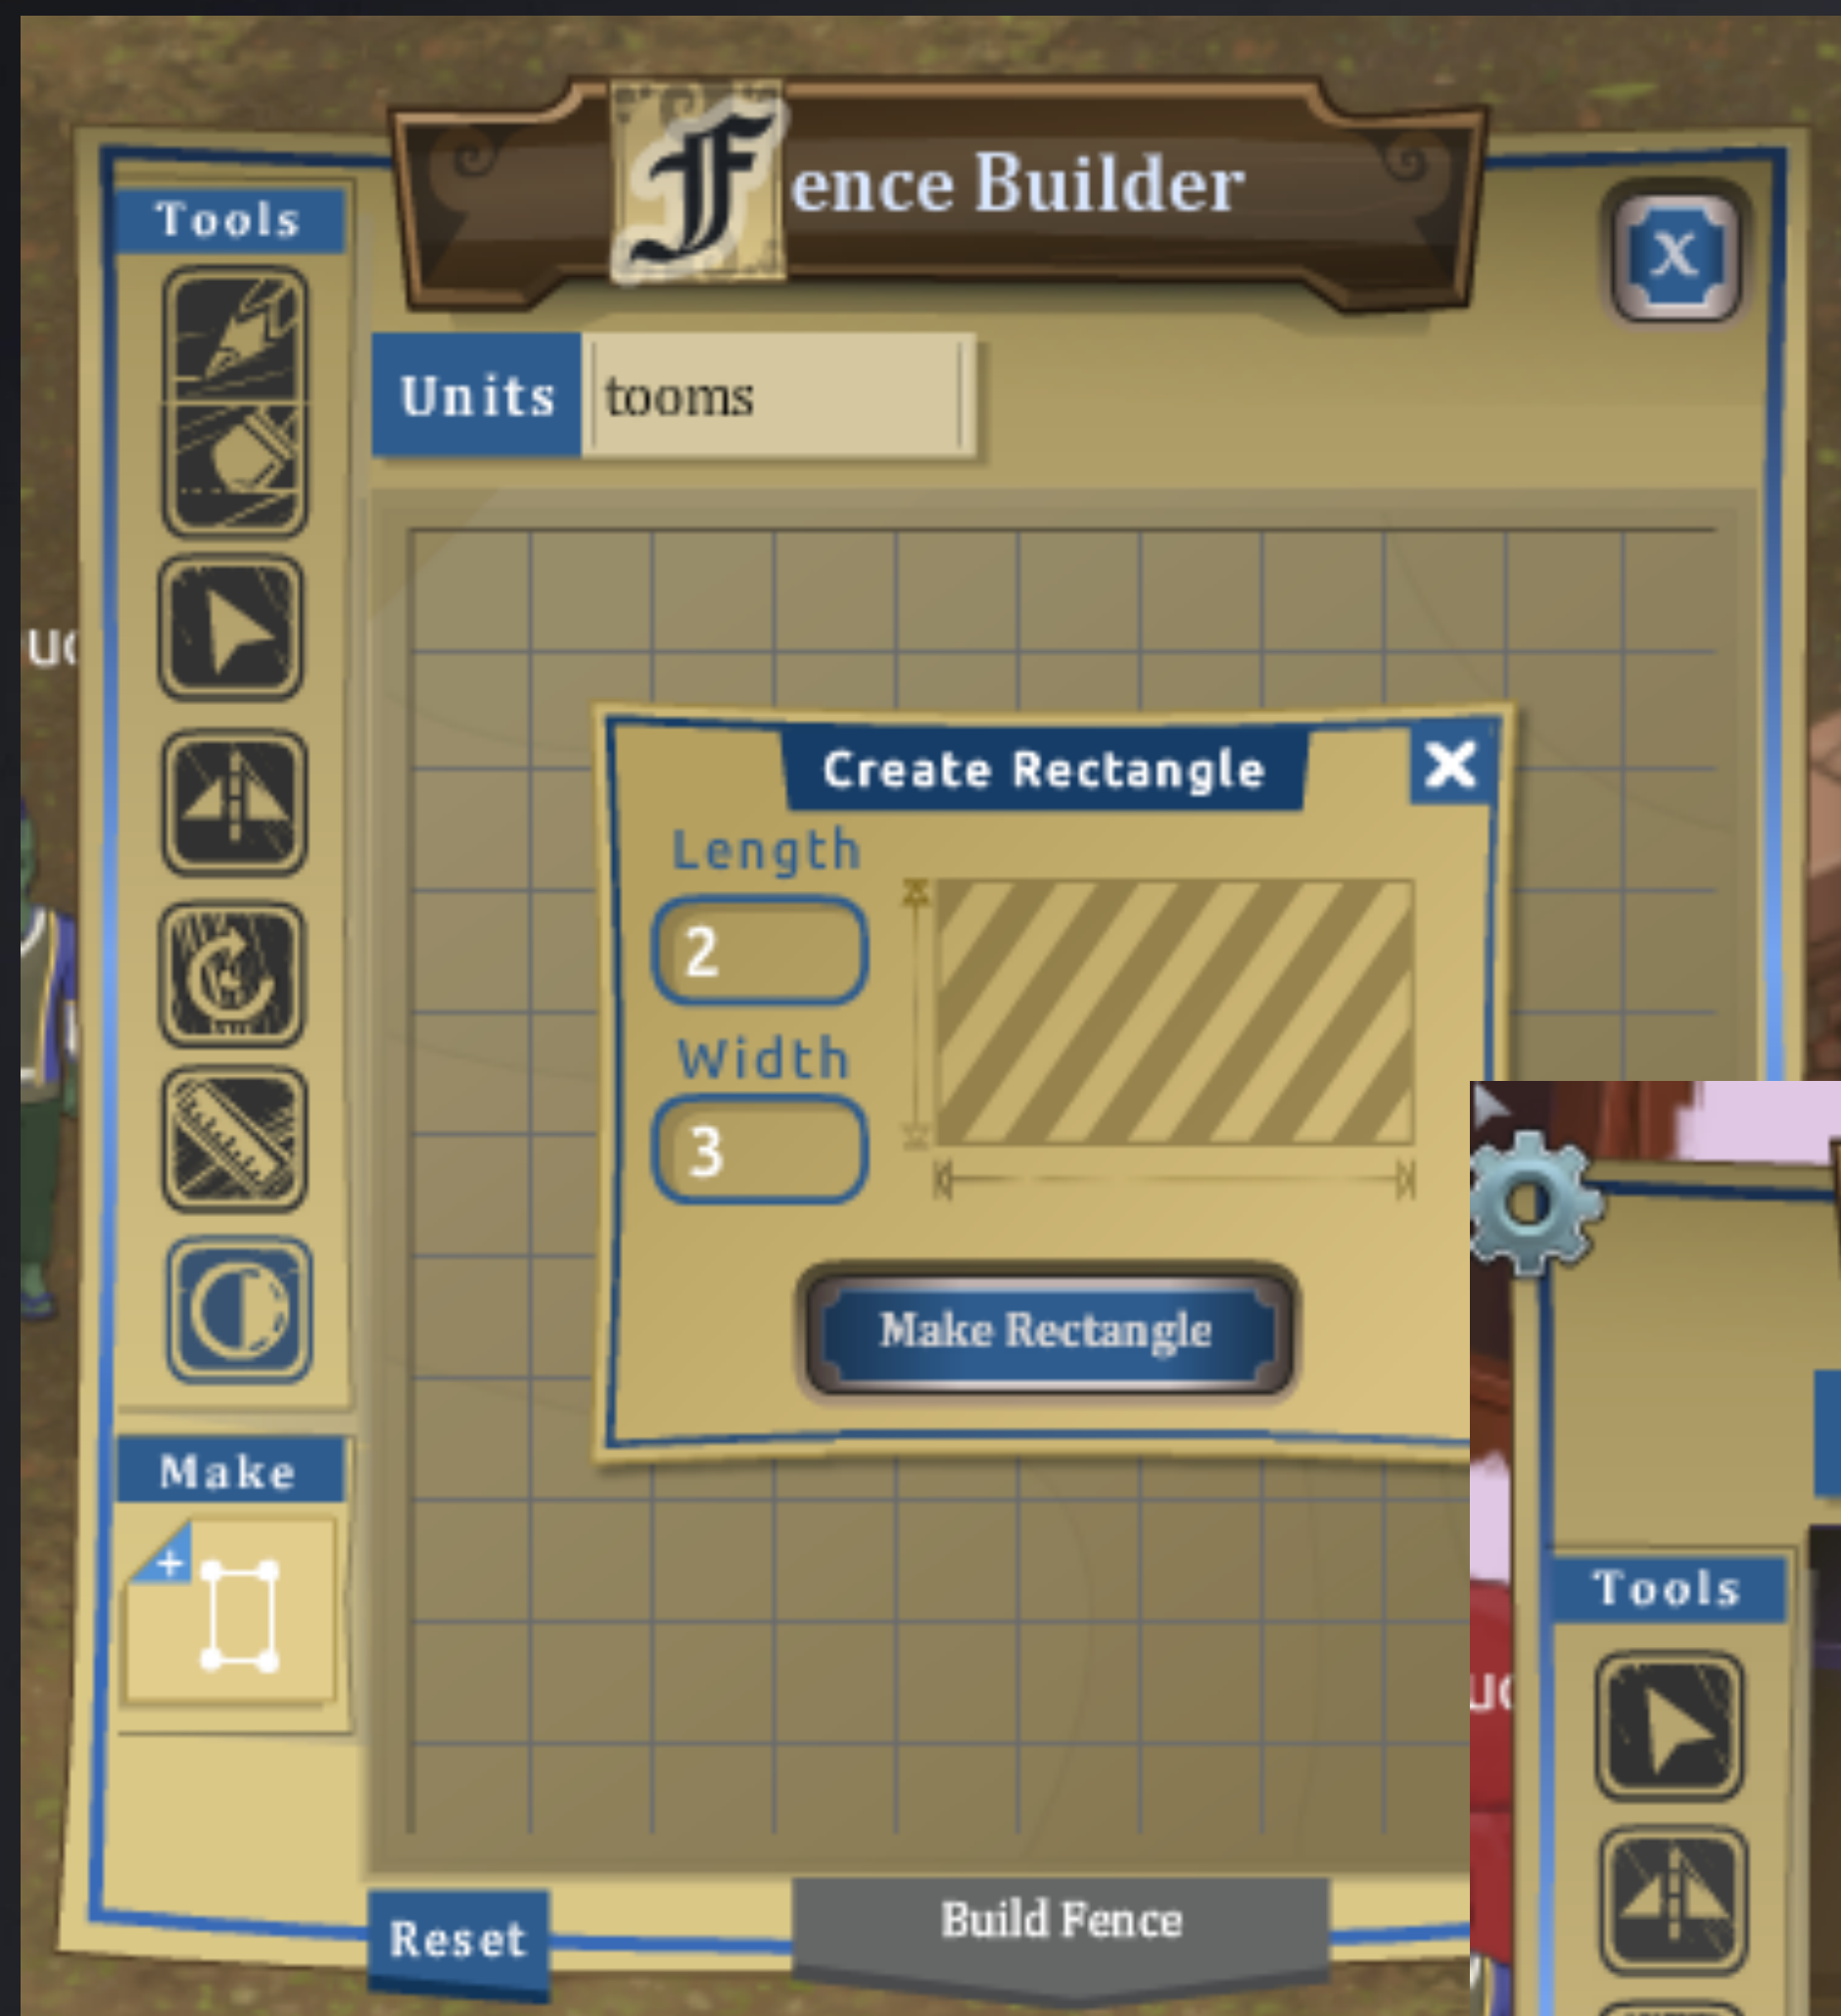 Fence Builder
Tools
X
Units tooms
Create Rectangle
Length
2
Width
3
Make Rectangle
Make
+
Reset
Build Fence
Tools